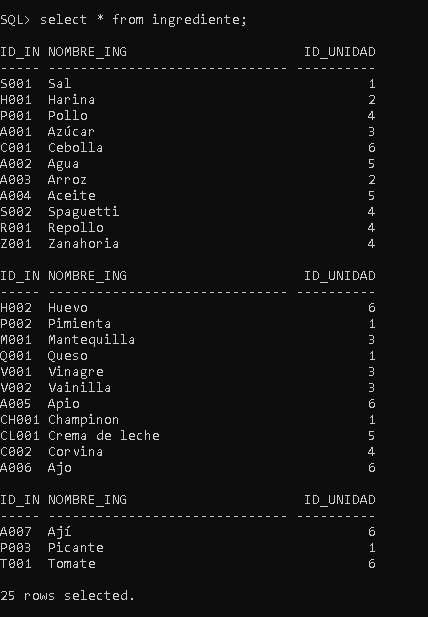 SQL> select * from ingrediente;
ID_IN NOMBRE_ING                     ID_UNIDAD
----- ------------------------------ ----------
S001  Sal                                     1
H001  Harina                                  2
P001  Pollo                                   4
A001  Azúcar                                  3
C001  Cebolla                                 6
A002  Agua                                    5
A003  Arroz                                   2
A004  Aceite                                  5
S002  Spaguetti                               4
R001  Repollo                                 4
Z001  Zanahoria                               4
ID_IN NOMBRE_ING                     ID_UNIDAD
----- ------------------------------ ----------
H002  Huevo                                   6
P002  Pimienta                                1
M001  Mantequilla                             3
Q001  Queso                                   1
V001  Vinagre                                 3
V002  Vainilla                                3
A005  Apio                                    6
CH001 Champinon                               1
CL001 Crema de leche                          5
C002  Corvina                                 4
A006  Ajo                                     6
ID_IN NOMBRE_ING                     ID_UNIDAD
----- ------------------------------ ----------
A007  Ají                                     6
P003  Picante                                 1
T001  Tomate                                  6
25 rows selected.